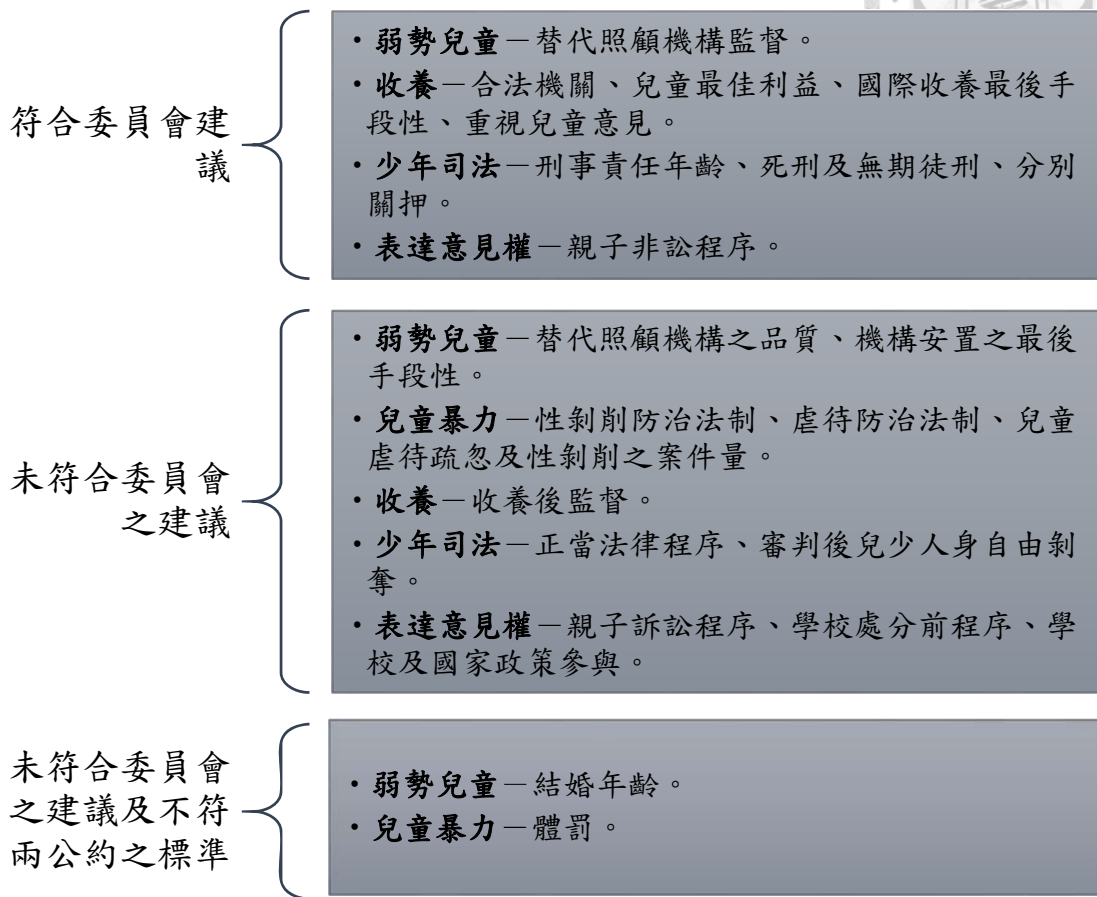 符合委員會建
議
・弱勢兒童－替代照顧機構監督。
・收養－合法機關、兒童最佳利益、國際收養最後手
段性、重視兒童意見。
・少年司法－刑事責任年齡、死刑及無期徒刑、分別
關押。
・表達意見權－親子非訟程序。
未符合委員會
之建議
・弱勢兒童－替代照顧機構之品質、機構安置之最後
手段性。
・兒童暴力－性剝削防治法制、虐待防治法制、兒童
虐待疏忽及性剝削之案件量。
・收養－收養後監督。
・少年司法－正當法律程序、審判後兒少人身自由剝
奪。
・表達意見權－親子訴訟程序、學校處分前程序、學
校及國家政策參與。
未符合委員會
之建議及不符
兩公約之標準
・弱勢兒童－結婚年齡。
・兒童暴力－體罰。